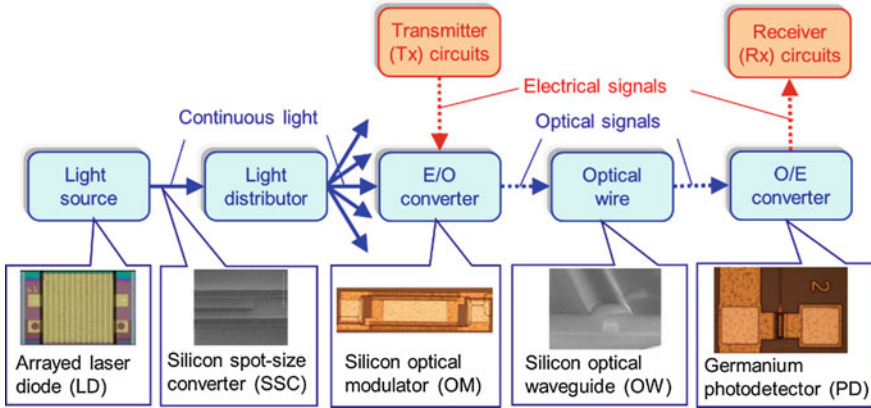 Transmitter
(Tx) circuits
Receiver
(Rx) circuits
Electrical signals
Continuous light
Optical signals
Light
source
Light
distributor
E/O
converter
Optical
wire
O/E
converter
2
Arrayed laser
diode (LD)
Silicon spot-size
converter (SSC)
Silicon optical
modulator (OM)
Silicon optical
waveguide (OW)
Germanium
photodetector (PD)